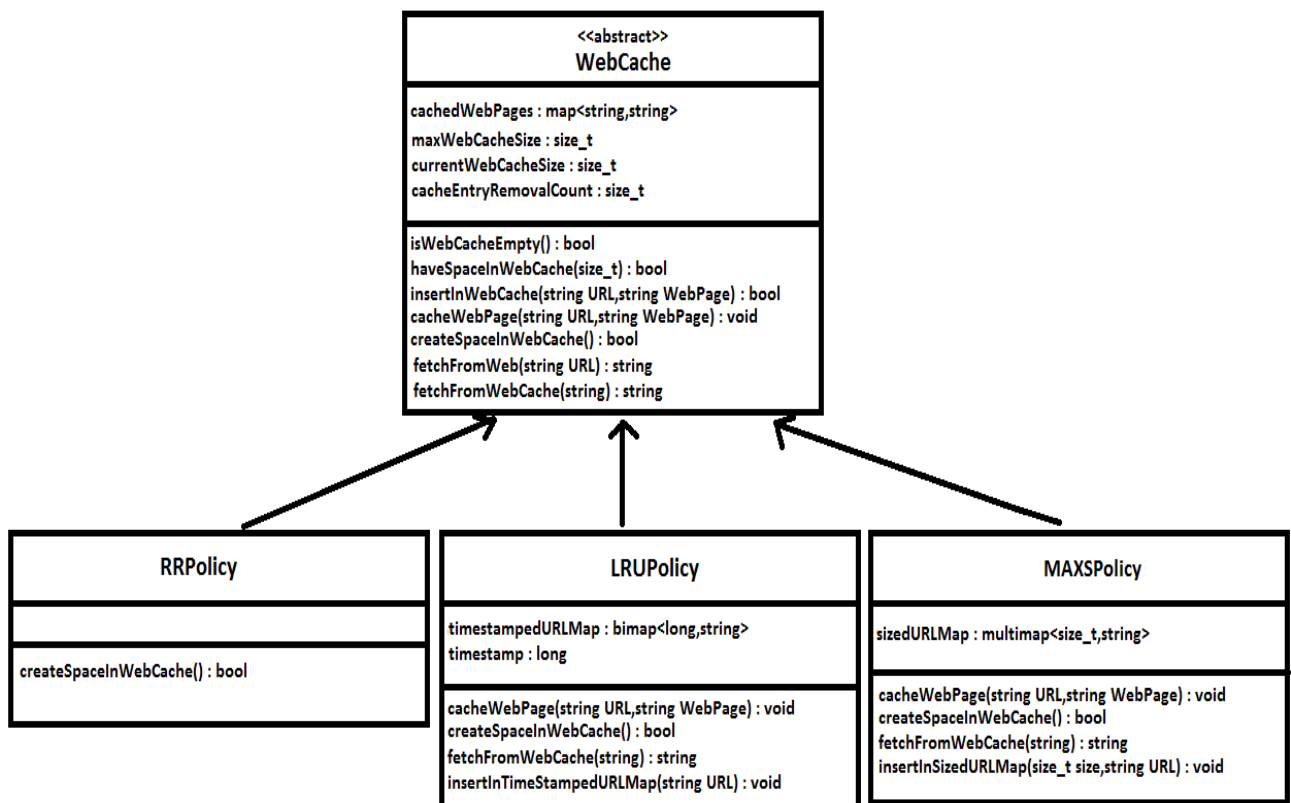 <<abstract>>
WebCache
cachedWebPages : map<string,string>
maxWebCacheSize : size_t
currentWebCacheSize : size_t
cacheEntryRemovalCount : size_t
isWebCacheEmpty() : bool
haveSpaceInWebCache(size_t) : bool
insertInWebCache(string URL,string WebPage) : bool
cacheWebPage(string URL,string WebPage) : void
createSpaceInWebCache() : bool
fetchFromWeb(string URL) : string
fetchFromWebCache(string) : string
RRPolicy
createSpaceInWebCache() : bool
LRUPolicy
timestampedURLMap : bimap<long,string>
timestamp : long
cacheWebPage(string URL,string WebPage) : void
createSpaceInWebCache() : bool
fetchFromWebCache(string) : string
insertInTimeStampedURLMap(string URL) : void
MAXSPolicy
sizedURLMap : multimap<size_t,string>
cacheWebPage(string URL,string WebPage) : void
createSpaceInWebCache() : bool
fetchFromWebCache(string) : string
insertInSizedURLMap(size_t size,string URL) : void